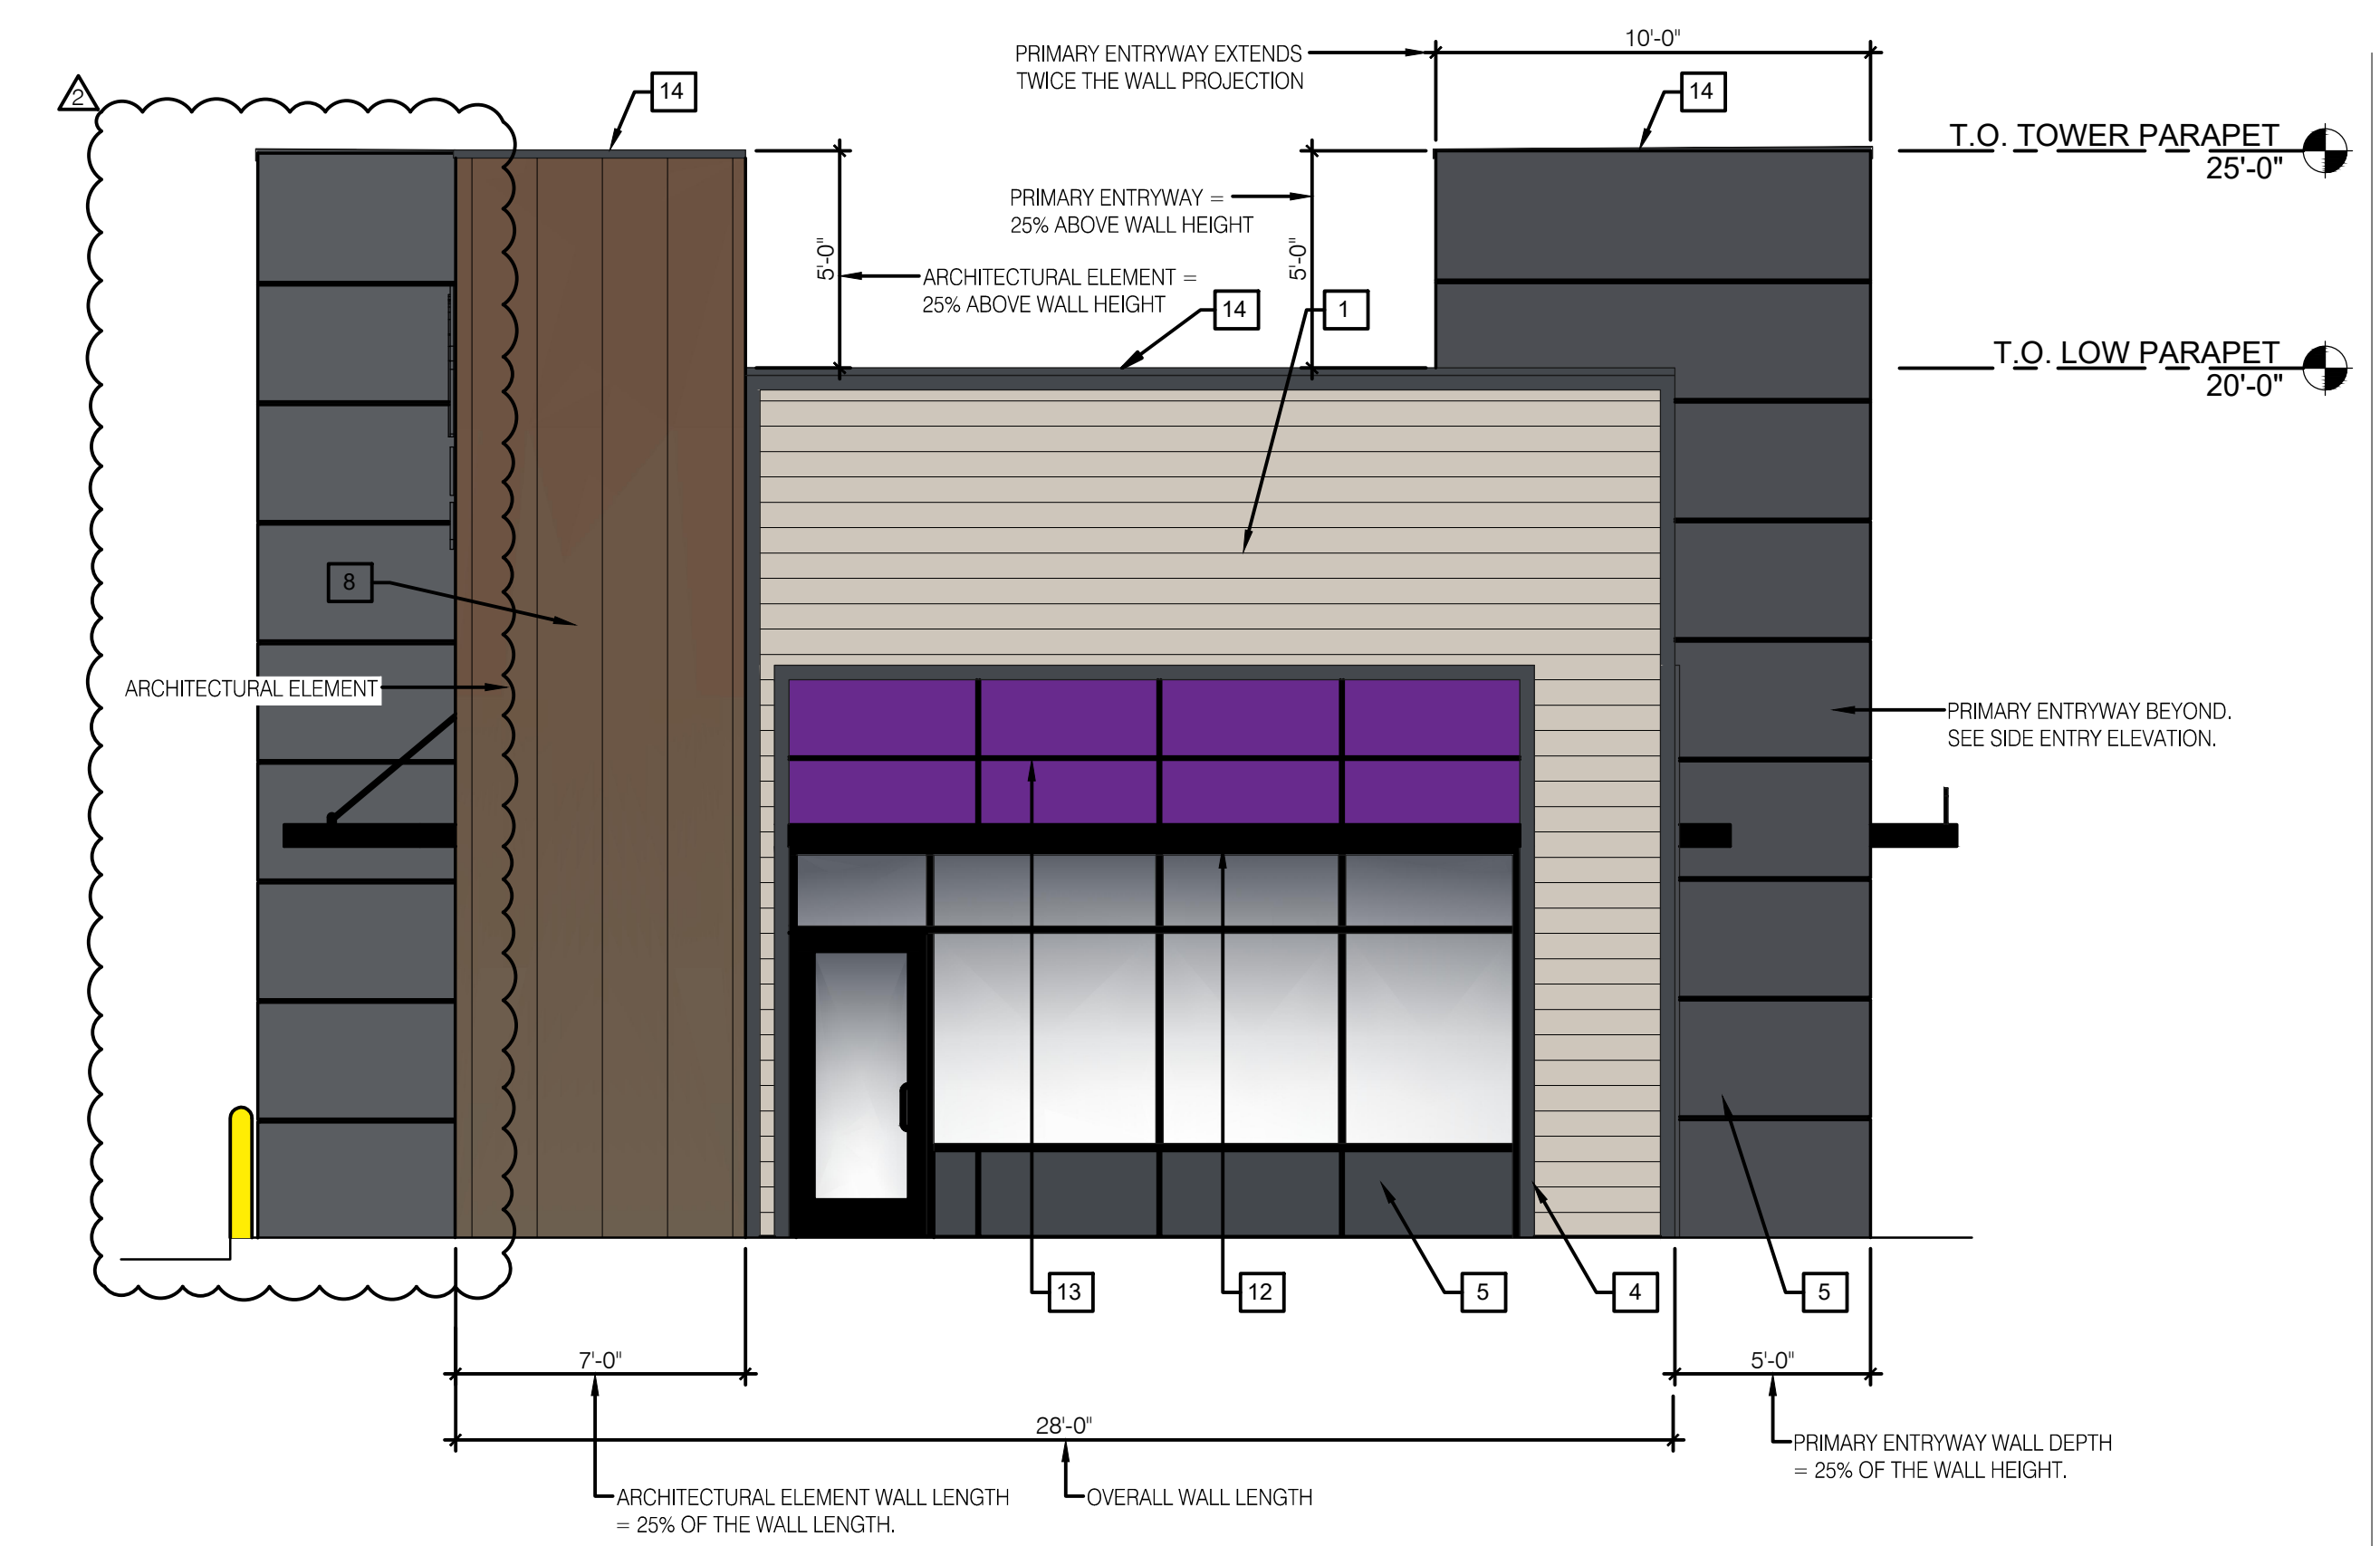 PRIMARY ENTRYWAY EXTENDS
TWICE THE WALL PROJECTION
10'-0"
2
14
14
T.O. TOWER PARAPET
25'-0"
PRIMARY ENTRYWAY =
25% ABOVE WALL HEIGHT
5'-0"
5'-0"
ARCHITECTURAL ELEMENT =
25% ABOVE WALL HEIGHT
14
1
T.O. LOW PARAPET
20'-0"
8
ARCHITECTURAL ELEMENT
PRIMARY ENTRYWAY BEYOND.
SEE SIDE ENTRY ELEVATION.
13
12
5
4
5
7'-0"
5'-0"
28'-0"
PRIMARY ENTRYWAY WALL DEPTH
= 25% OF THE WALL HEIGHT.
ARCHITECTURAL ELEMENT WALL LENGTH
= 25% OF THE WALL LENGTH.
OVERALL WALL LENGTH